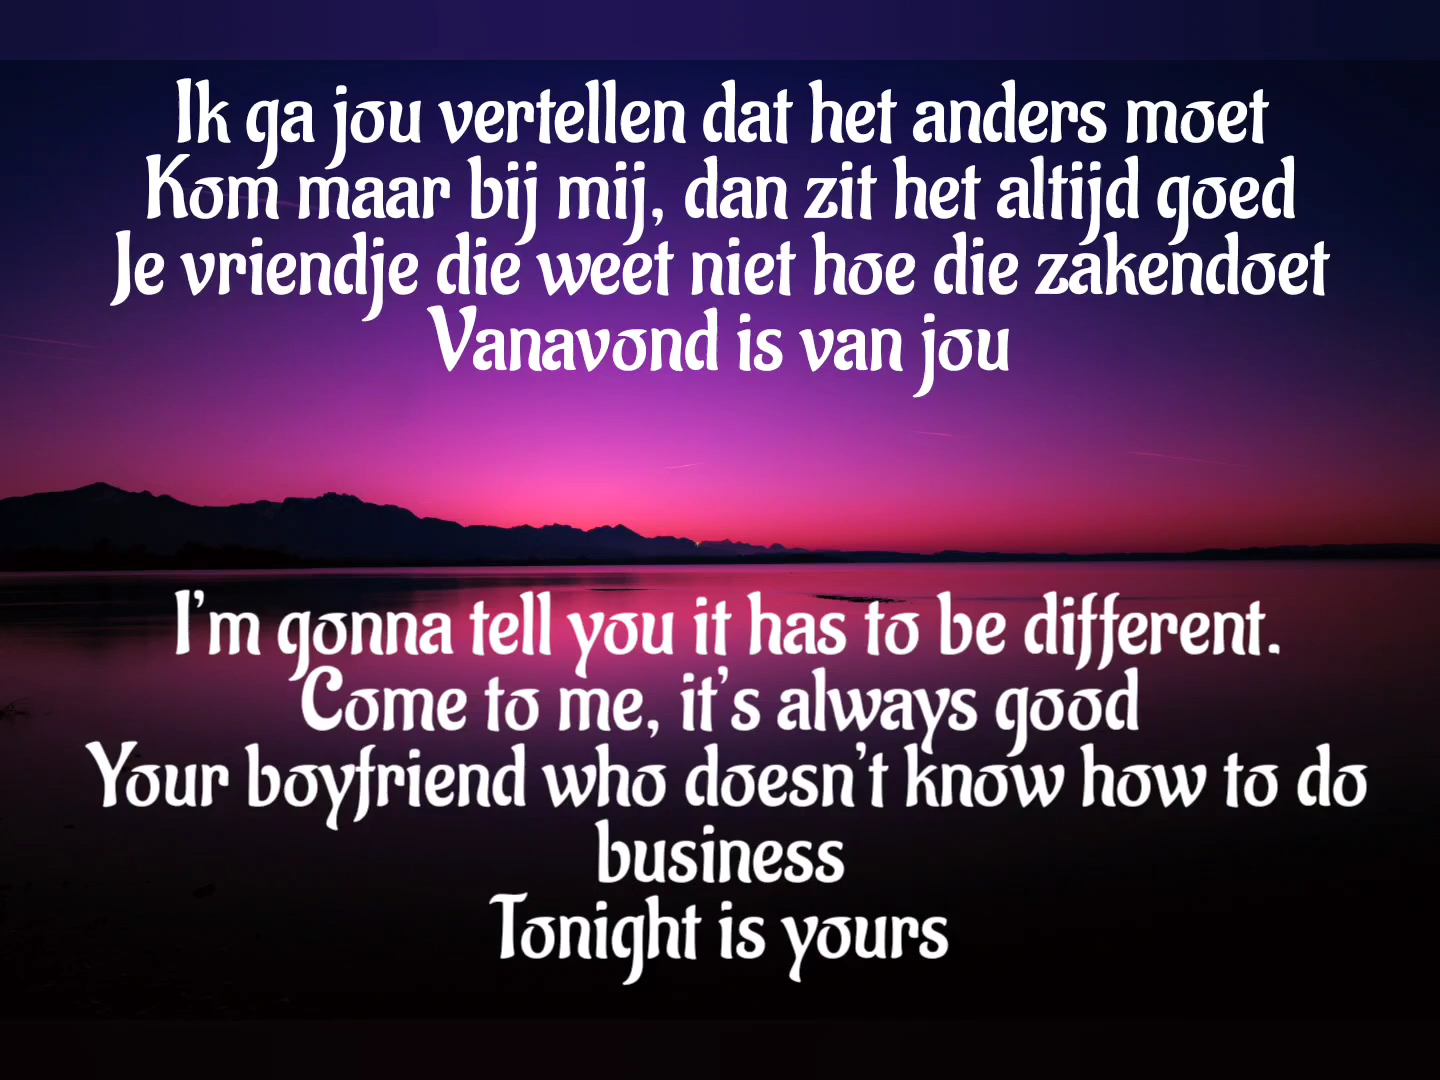 Ik ga jou vertellen dat het anders moet
Kom maar bij mij, dan zit het altijd goed
Je vriendje die weet niet hoe die zakendoet
Vanavond is van jou
I'm gonna tell you it has to be different.
Come to me, it's always good
Your boyfriend who doesn't know how to do
business
Tonight is yours